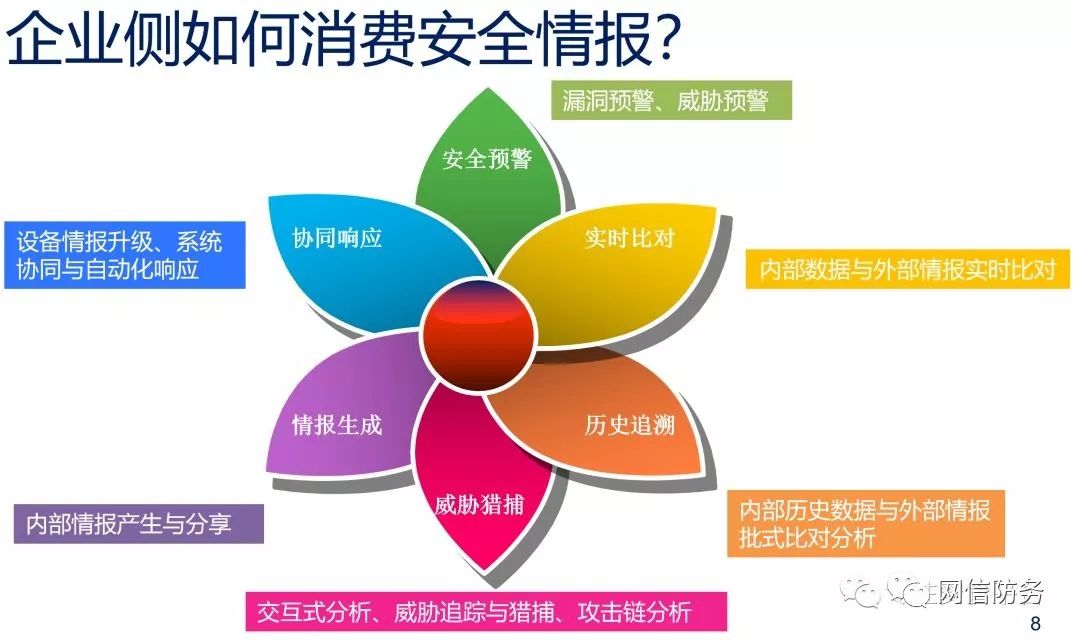 企业侧如何消费安全情报?
漏洞预警、威胁预警
安全预警
协同响应
实时比对
设备情报升级、系统
协同与自动化响应
内部数据与外部情报实时比对
情报生成
历史追溯
威胁猎捕
内部情报产生与分享
内部历史数据与外部情报
批式比对分析
交互式分析、威胁追踪与猎捕、攻击链分析
网信防务
8